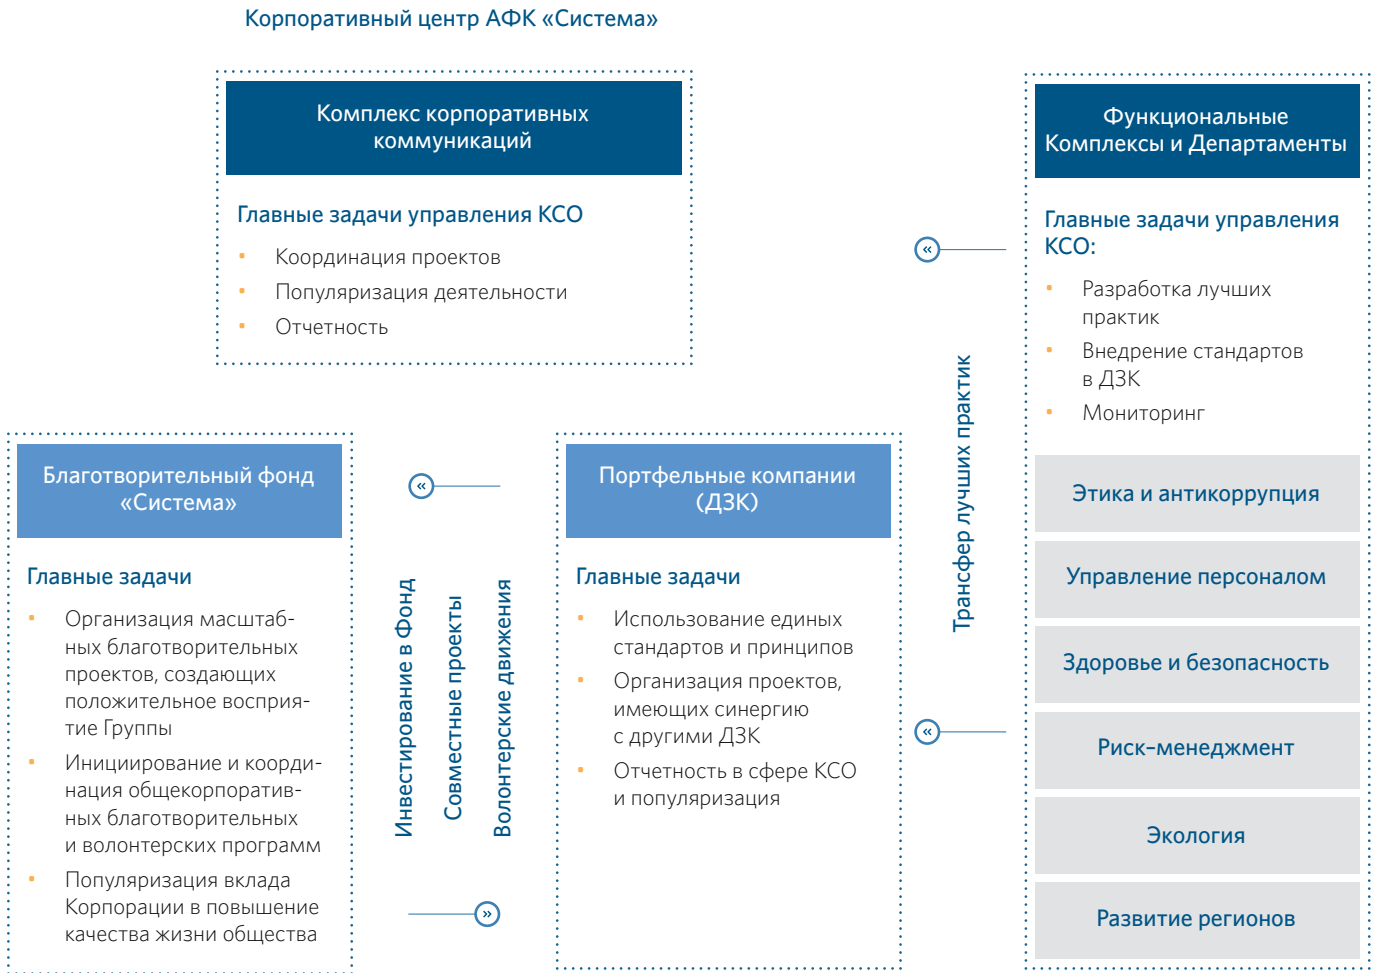 Корпоративный центр АФК «Система»
Комплекс корпоративных
коммуникаций
Главные задачи управления КСО
Координация проектов
Популяризация деятельности
Отчетность
Функциональные
Комплексы и Департаменты
Главные задачи управления
КСО:
Разработка лучших
практик
Внедрение стандартов
в ДЗК
Мониторинг
Этика и антикоррупция
Управление персоналом
Здоровье и безопасность
Риск-менеджмент
Экология
Развитие регионов
Трансфер лучших практик
Благотворительный фонд
«Система»
Главные задачи
Организация масштаб-
ных благотворительных
проектов, создающих
положительное восприя-
тие Группы
Инициирование и коорди-
нация общекорпоратив-
ных благотворительных
и волонтерских программ
Популяризация вклада
Корпорации в повышение
качества жизни общества
Инвестирование в Фонд
Совместные проекты
Волонтерские движения
Портфельные компании
(ДЗК)
Главные задачи
Использование единых
стандартов и принципов
Организация проектов,
имеющих синергию
с другими ДЗК
Отчетность в сфере КСО
и популяризация